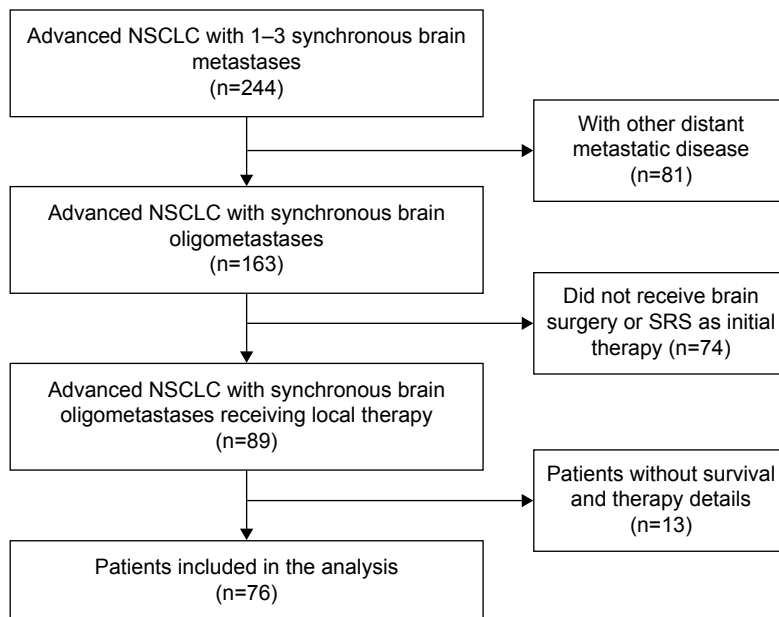 Advanced NSCLC with 1–3 synchronous brain
metastases
(n=244)
With other distant
metastatic disease
(n=81)
Advanced NSCLC with synchronous brain
oligometastases
(n=163)
Did not receive brain
surgery or SRS as initial
therapy (n=74)
Advanced NSCLC with synchronous brain
oligometastases receiving local therapy
(n=89)
Patients without survival
and therapy details
(n=13)
Patients included in the analysis
(n=76)